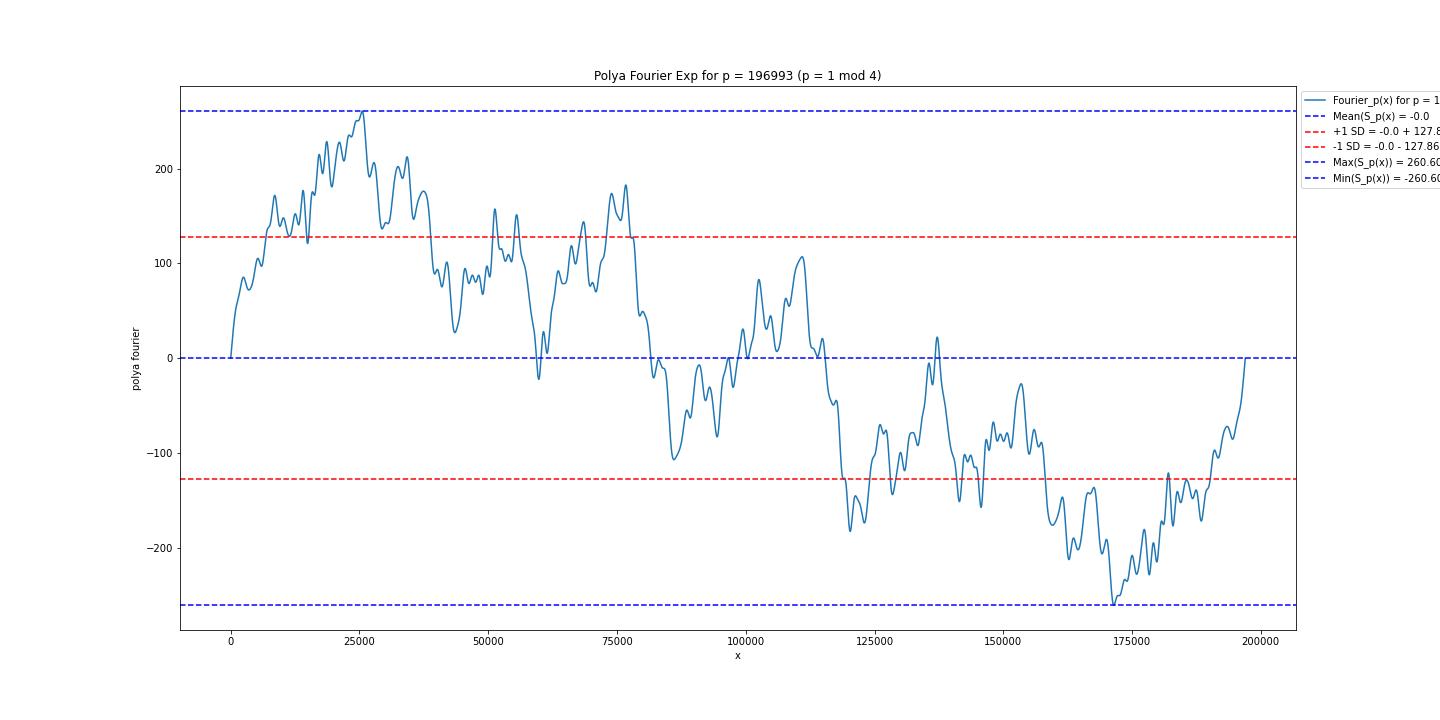 Polya Fourier Exp for p = 196993 (p = 1 mod 4)
Fourier_p(x) for p = 1
Mean(S_p(x) = -0.0
+1 SD = -0.0 + 127.8
-1 SD = -0.0 - 127.86
Max(S_p(x)) = 260.60
Min(S_p(x)) = -260.60
polya fourier
200
100
0
−100
−200
0 25000 50000 75000 100000 125000 150000 175000 200000
x